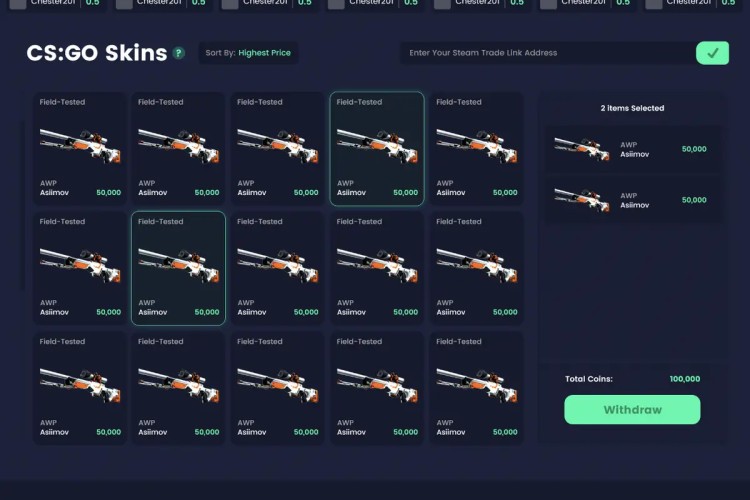 Chester201 0.5 Chester201 0.5 Chester201 0.5 Chester201 0.5 Chester201 0.5 Chester201 0.5 Chester201 0.5
CS:GO Skins ? Sort By: Highest Price Enter Your Steam Trade Link Address
Field-Tested Field-Tested Field-Tested Field-Tested Field-Tested
AWP AWP AWP AWP AWP
Asiimov 50,000 Asiimov 50,000 Asiimov 50,000 Asiimov 50,000 Asiimov 50,000
Field-Tested Field-Tested Field-Tested Field-Tested Field-Tested
AWP AWP AWP AWP AWP
Asiimov 50,000 Asiimov 50,000 Asiimov 50,000 Asiimov 50,000 Asiimov 50,000
Field-Tested Field-Tested Field-Tested Field-Tested Field-Tested
AWP AWP AWP AWP AWP
Asiimov 50,000 Asiimov 50,000 Asiimov 50,000 Asiimov 50,000 Asiimov 50,000
2 items Selected
AWP
Asiimov 50,000
AWP
Asiimov 50,000
Total Coins: 100,000
Withdraw